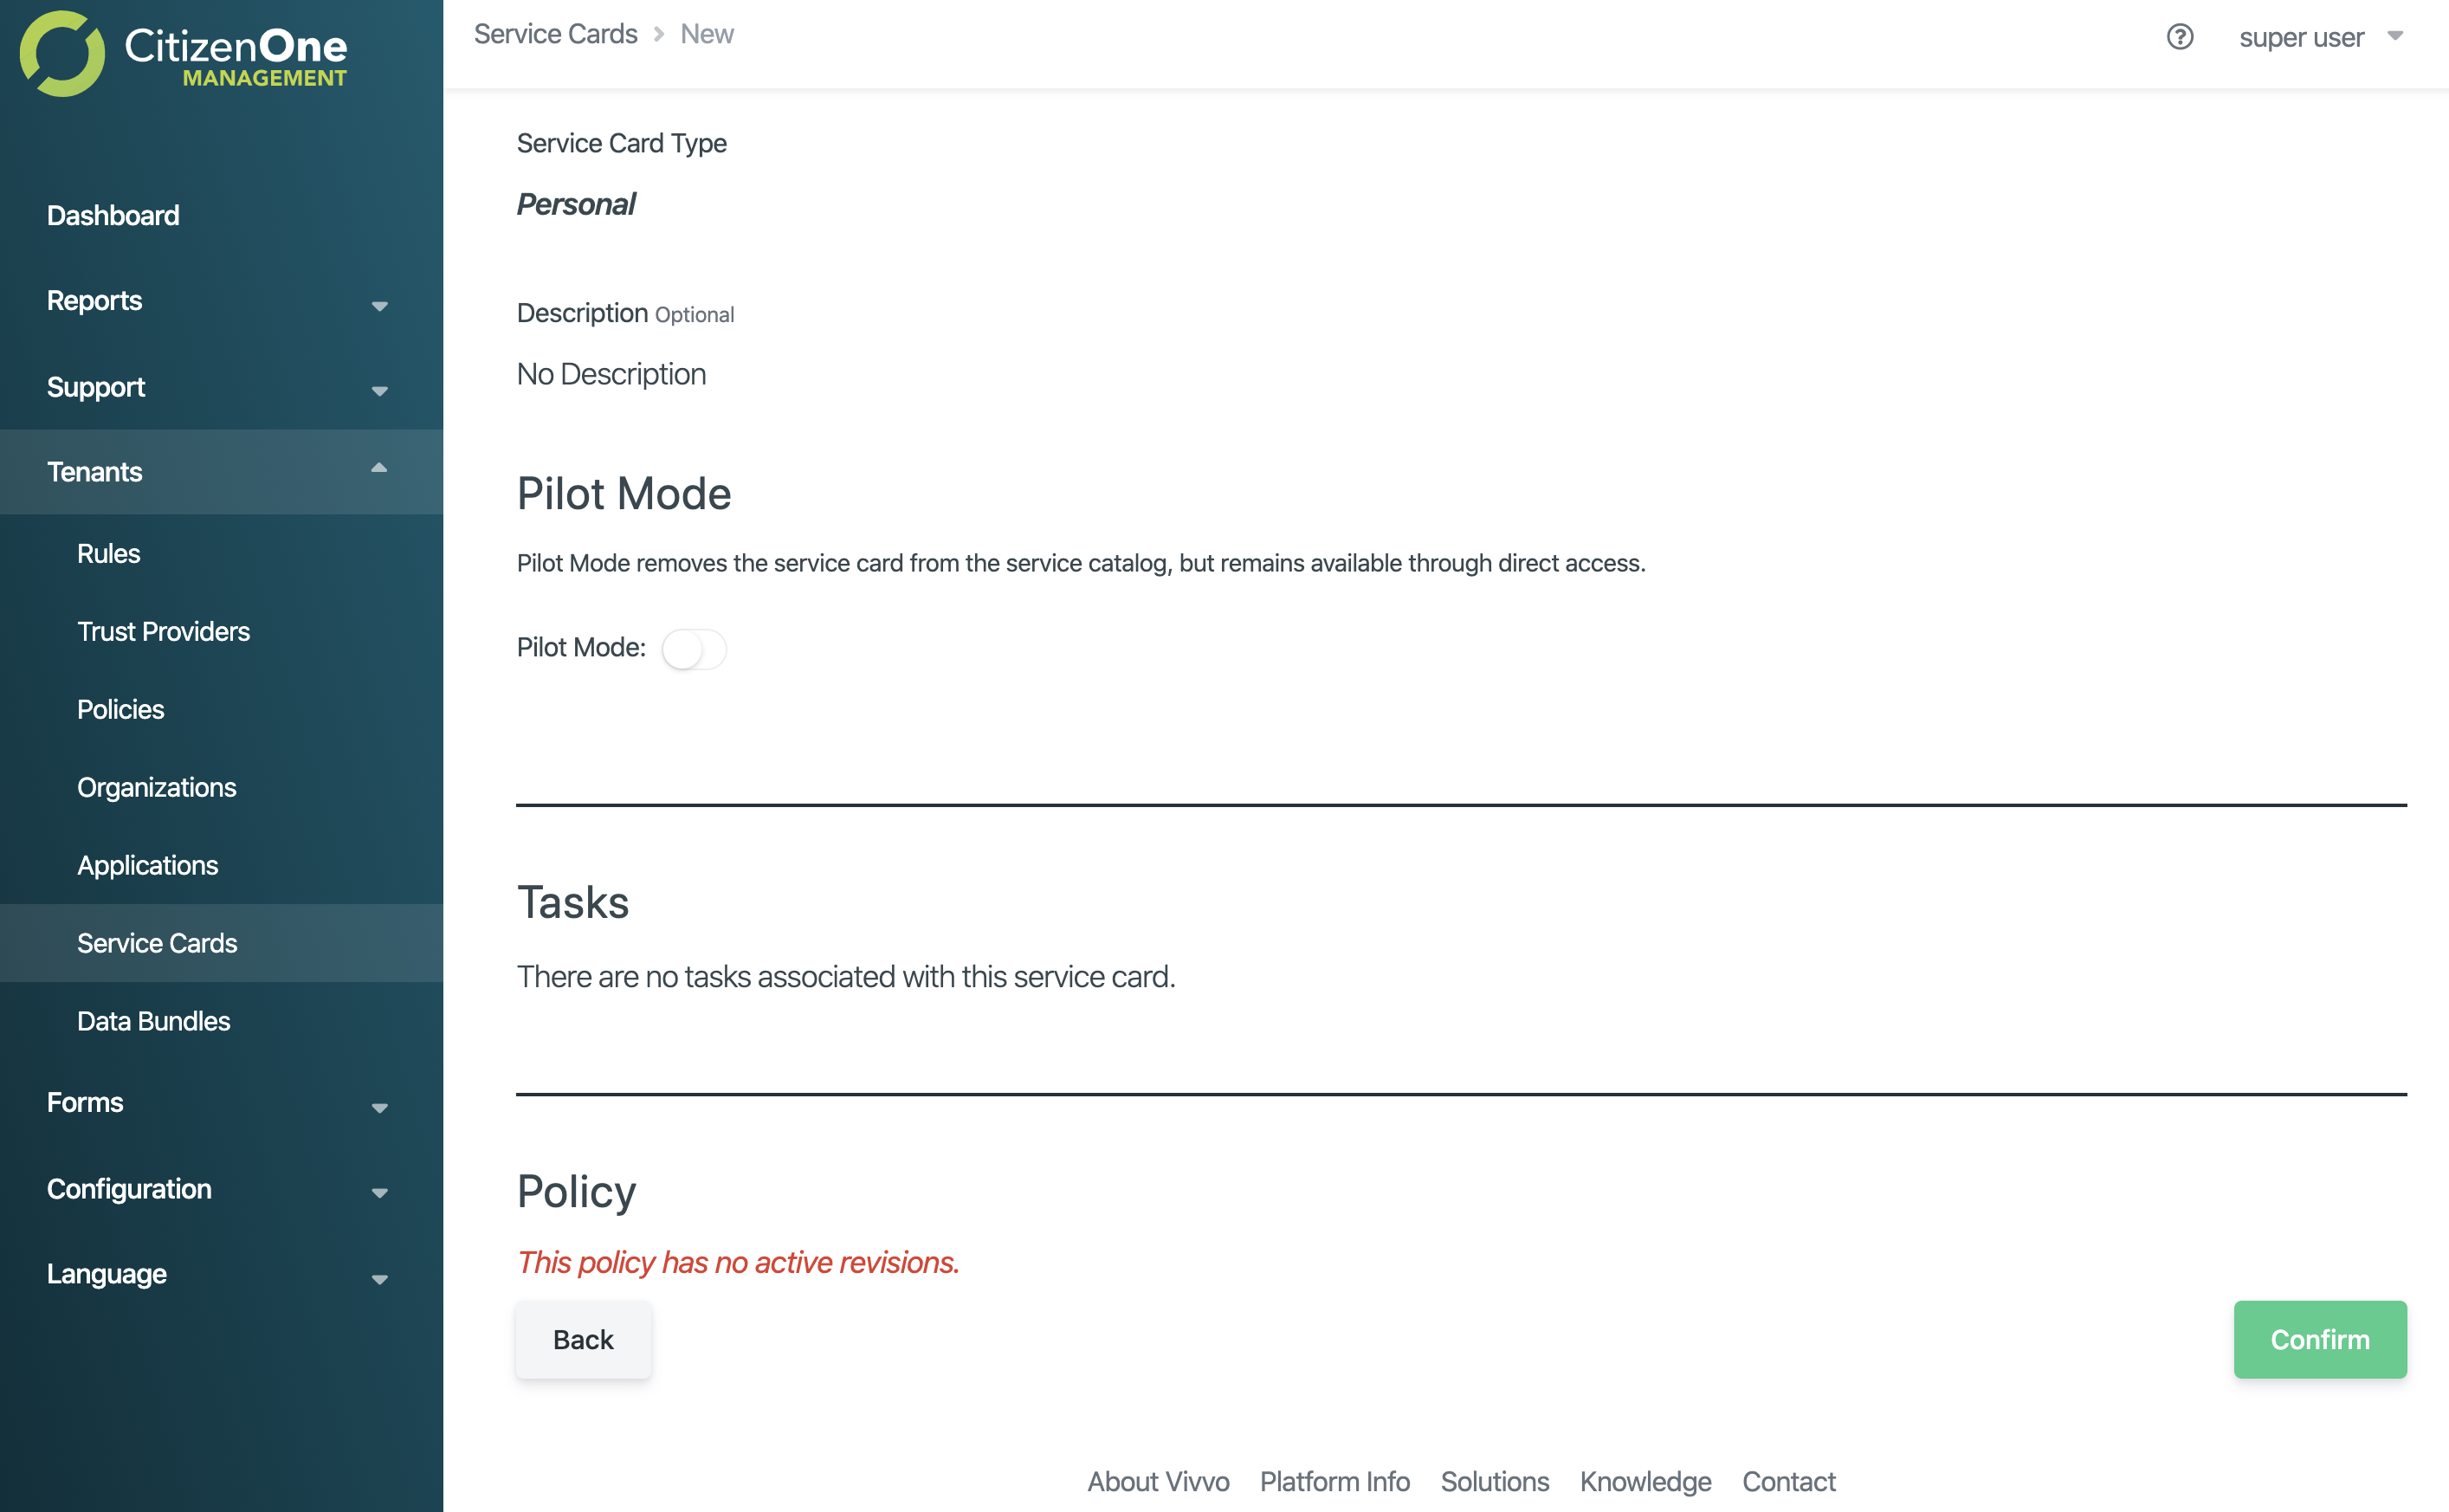 CitizenOne
MANAGEMENT
Dashboard
Reports
Support
Tenants
Rules
Trust Providers
Policies
Organizations
Applications
Service Cards
Data Bundles
Forms
Configuration
Language
Service Cards > New
super user
Service Card Type
Personal
Description Optional
No Description
Pilot Mode
Pilot Mode removes the service card from the service catalog, but remains available through direct access.
Pilot Mode:
Tasks
There are no tasks associated with this service card.
Policy
This policy has no active revisions.
Back
Confirm
About Vivvo Platform Info Solutions Knowledge Contact